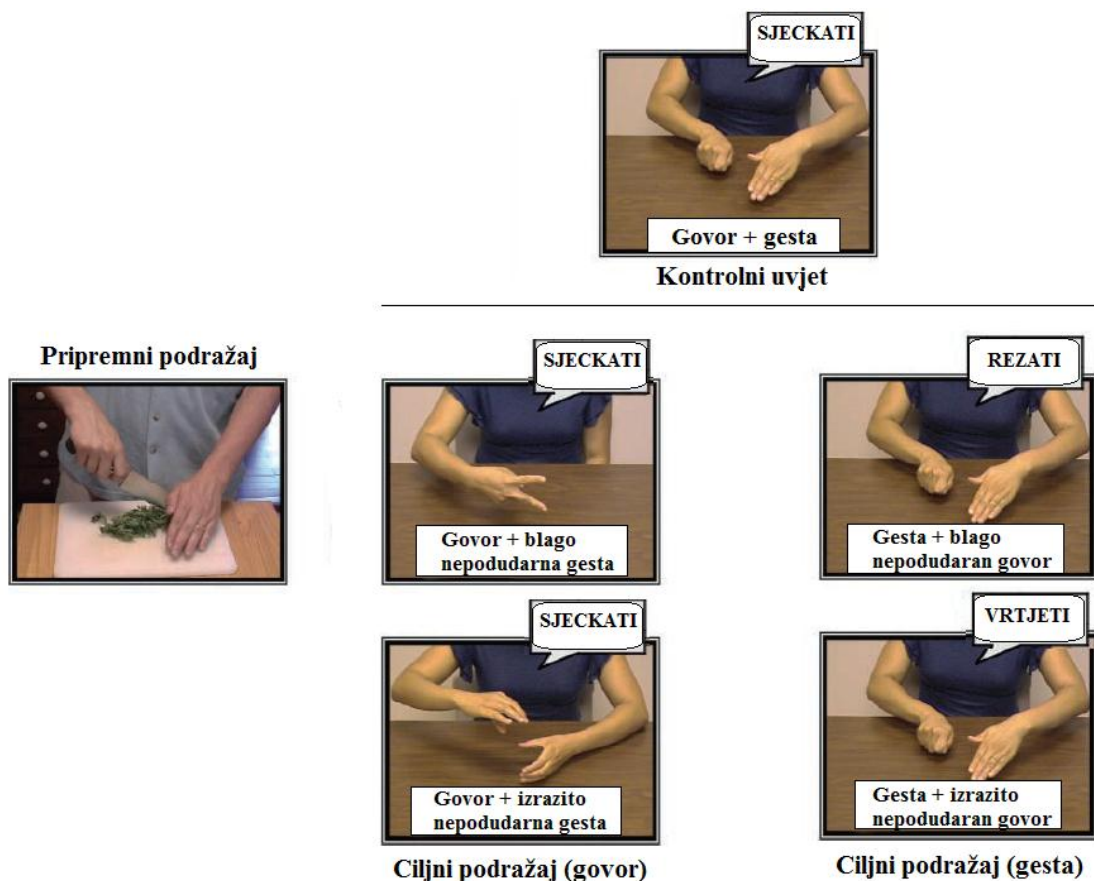 SJECKATI
Govor + gesta
Kontrolni uvjet
Pripremni podražaj
SJECKATI
Govor + blago
nepodudarna gesta
REZATI
Gesta + blago
nepodudaran govor
SJECKATI
Govor + izrazito
nepodudarna gesta
VRTJETI
Gesta + izrazito
nepodudaran govor
Ciljni podražaj (govor)
Ciljni podražaj (gesta)